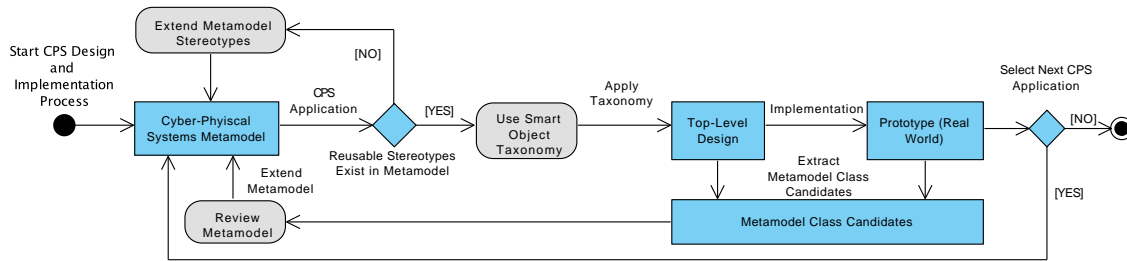 Start CPS Design
and
Implementation
Process
Extend Metamodel
Stereotypes
[NO]
Cyber-Phyiscal
Systems Metamodel
CPS
Application
[YES]
Reusable Stereotypes
Exist in Metamodel
Use Smart
Object
Taxonomy
Apply
Taxonomy
Top-Level
Design
Implementation
Prototype (Real
World)
Select Next CPS
Application
[NO]
[YES]
Extract
Metamodel Class
Candidates
Metamodel Class Candidates
Extend
Metamodel
Review
Metamodel